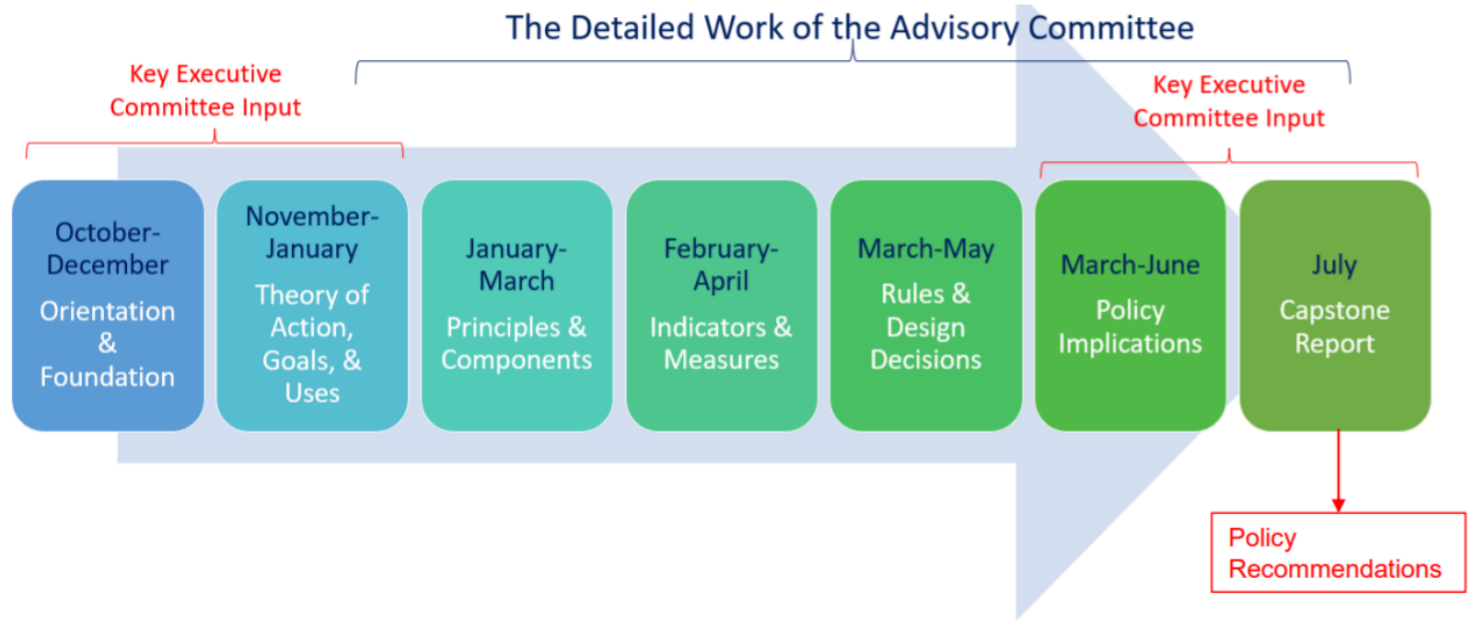 The Detailed Work of the Advisory Committee
Key Executive
Committee Input
Key Executive
Committee Input
October-
December
Orientation
&
Foundation
November-
January
Theory of
Action,
Goals, &
Uses
January-
March
Principles &
Components
February-
April
Indicators &
Measures
March-May
Rules &
Design
Decisions
March-June
Policy
Implications
July
Capstone
Report
Policy
Recommendations